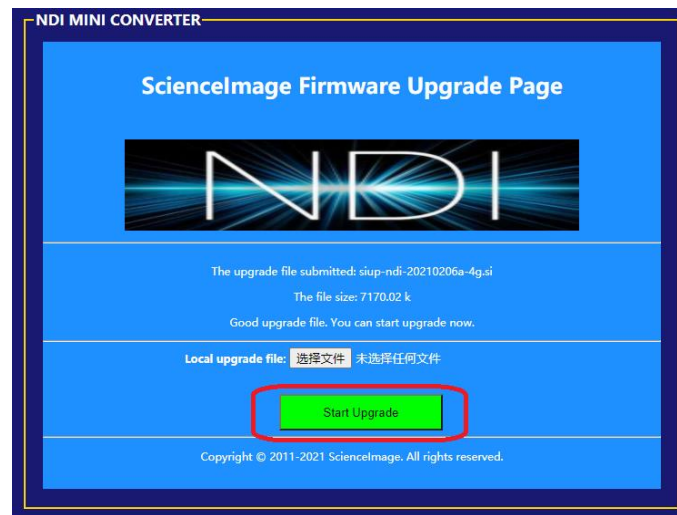 NDI MINI CONVERTER
ScienceImage Firmware Upgrade Page
NDI
The upgrade file submitted: siup-ndi-20210206a-4g.si
The file size: 7170.02 k
Good upgrade file. You can start upgrade now.
Local upgrade file: 选择文件 未选择任何文件
Start Upgrade
Copyright © 2011-2021 ScienceImage. All rights reserved.